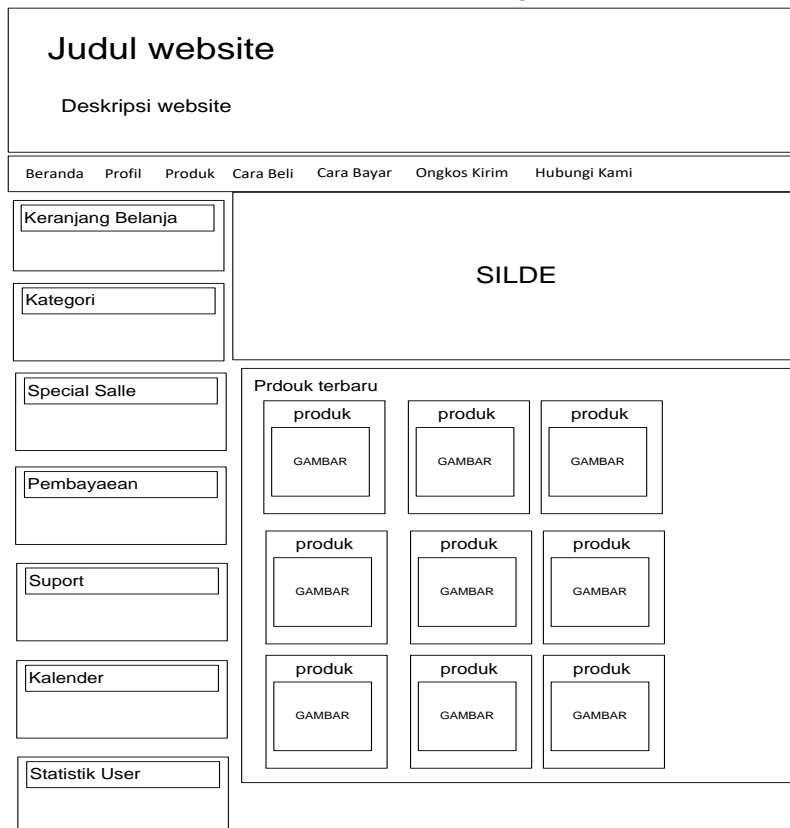 Judul website
Deskripsi website
Beranda Profil Produk Cara Beli Cara Bayar Ongkos Kirim Hubungi Kami
Keranjang Belanja
Kategori
Special Salle
Pembayaean
Suport
Kalender
Statistik User
SILDE
Prdouk terbaru
produk produk produk
GAMBAR GAMBAR GAMBAR
produk produk produk
GAMBAR GAMBAR GAMBAR
produk produk produk
GAMBAR GAMBAR GAMBAR